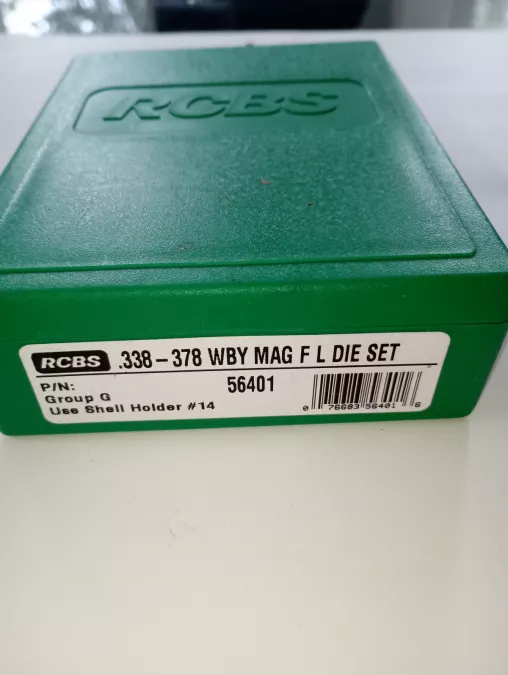 RCBS
RCBS .338-378 WBY MAG F L DIE SET
P/N: 56401
Group G
Use Shell Holder #14
0 76683 56401 6